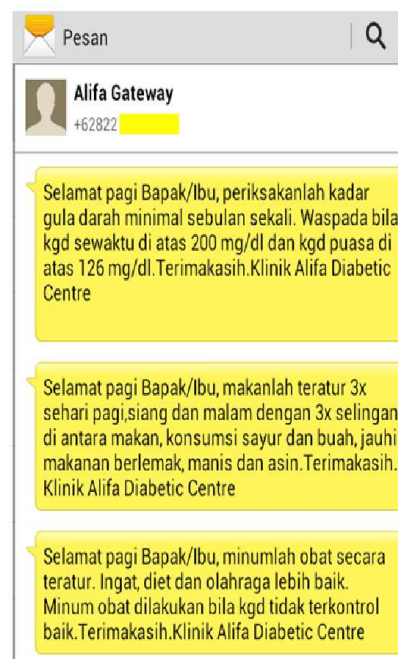 Pesan
Alifa Gateway
+62822
Selamat pagi Bapak/Ibu, periksakanlah kadar
gula darah minimal sebulan sekali. Waspada bila
kgd sewaktu di atas 200 mg/dl dan kgd puasa di
atas 126 mg/dl.Terimakasih.Klinik Alifa Diabetic
Centre
Selamat pagi Bapak/Ibu, makanlah teratur 3x
sehari pagi,siang dan malam dengan 3x selingan
di antara makan, konsumsi sayur dan buah, jauhi
makanan berlemak, manis dan asin.Terimakasih.
Klinik Alifa Diabetic Centre
Selamat pagi Bapak/Ibu, minumlah obat secara
teratur. Ingat, diet dan olahraga lebih baik.
Minum obat dilakukan bila kgd tidak terkontrol
baik.Terimakasih.Klinik Alifa Diabetic Centre